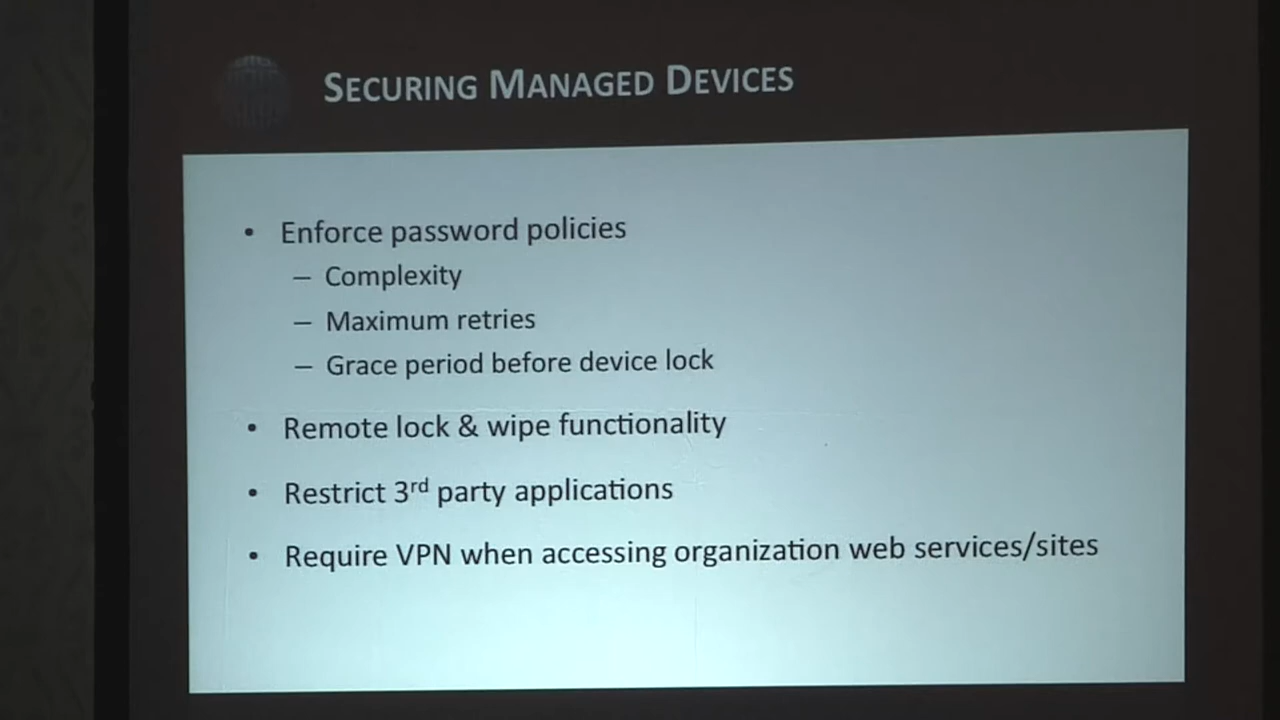 SECURING MANAGED DEVICES
• Enforce password policies
– Complexity
– Maximum retries
– Grace period before device lock
• Remote lock & wipe functionality
• Restrict 3rd party applications
• Require VPN when accessing organization web services/sites